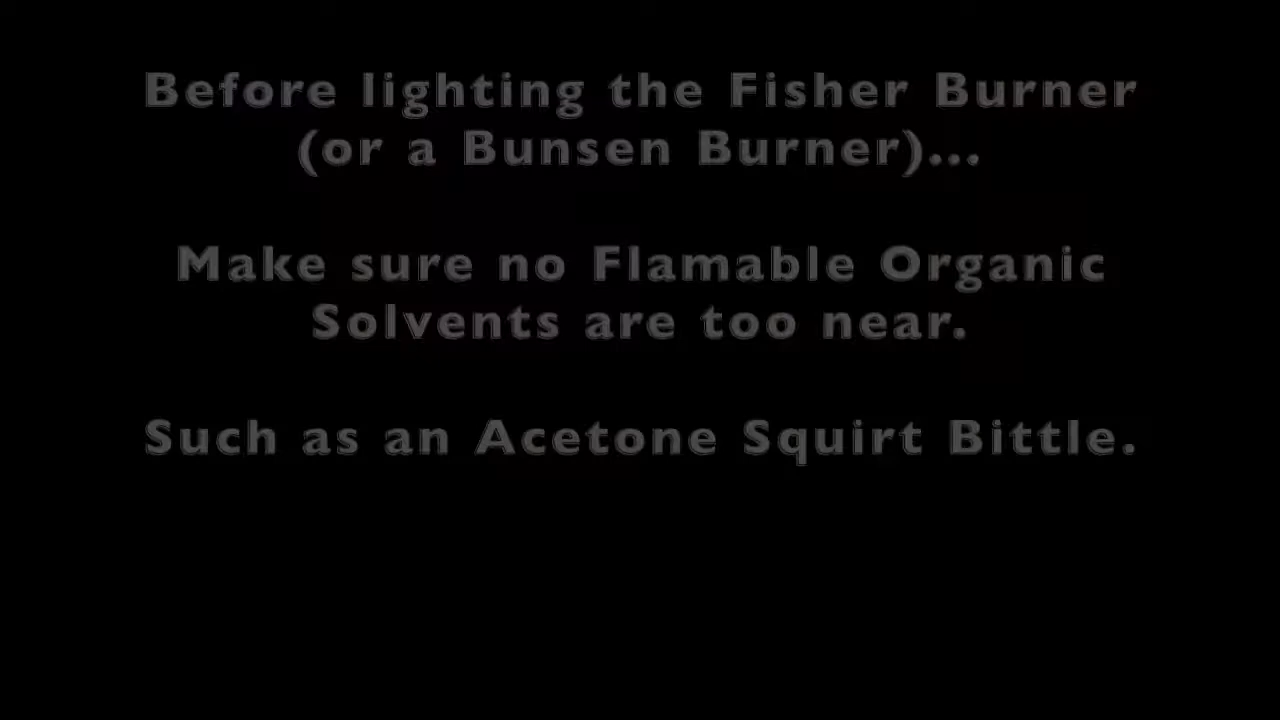 Before lighting the Fisher Burner
(or a Bunsen Burner)...
Make sure no Flamable Organic
Solvents are too near.
Such as an Acetone Squirt Bittle.